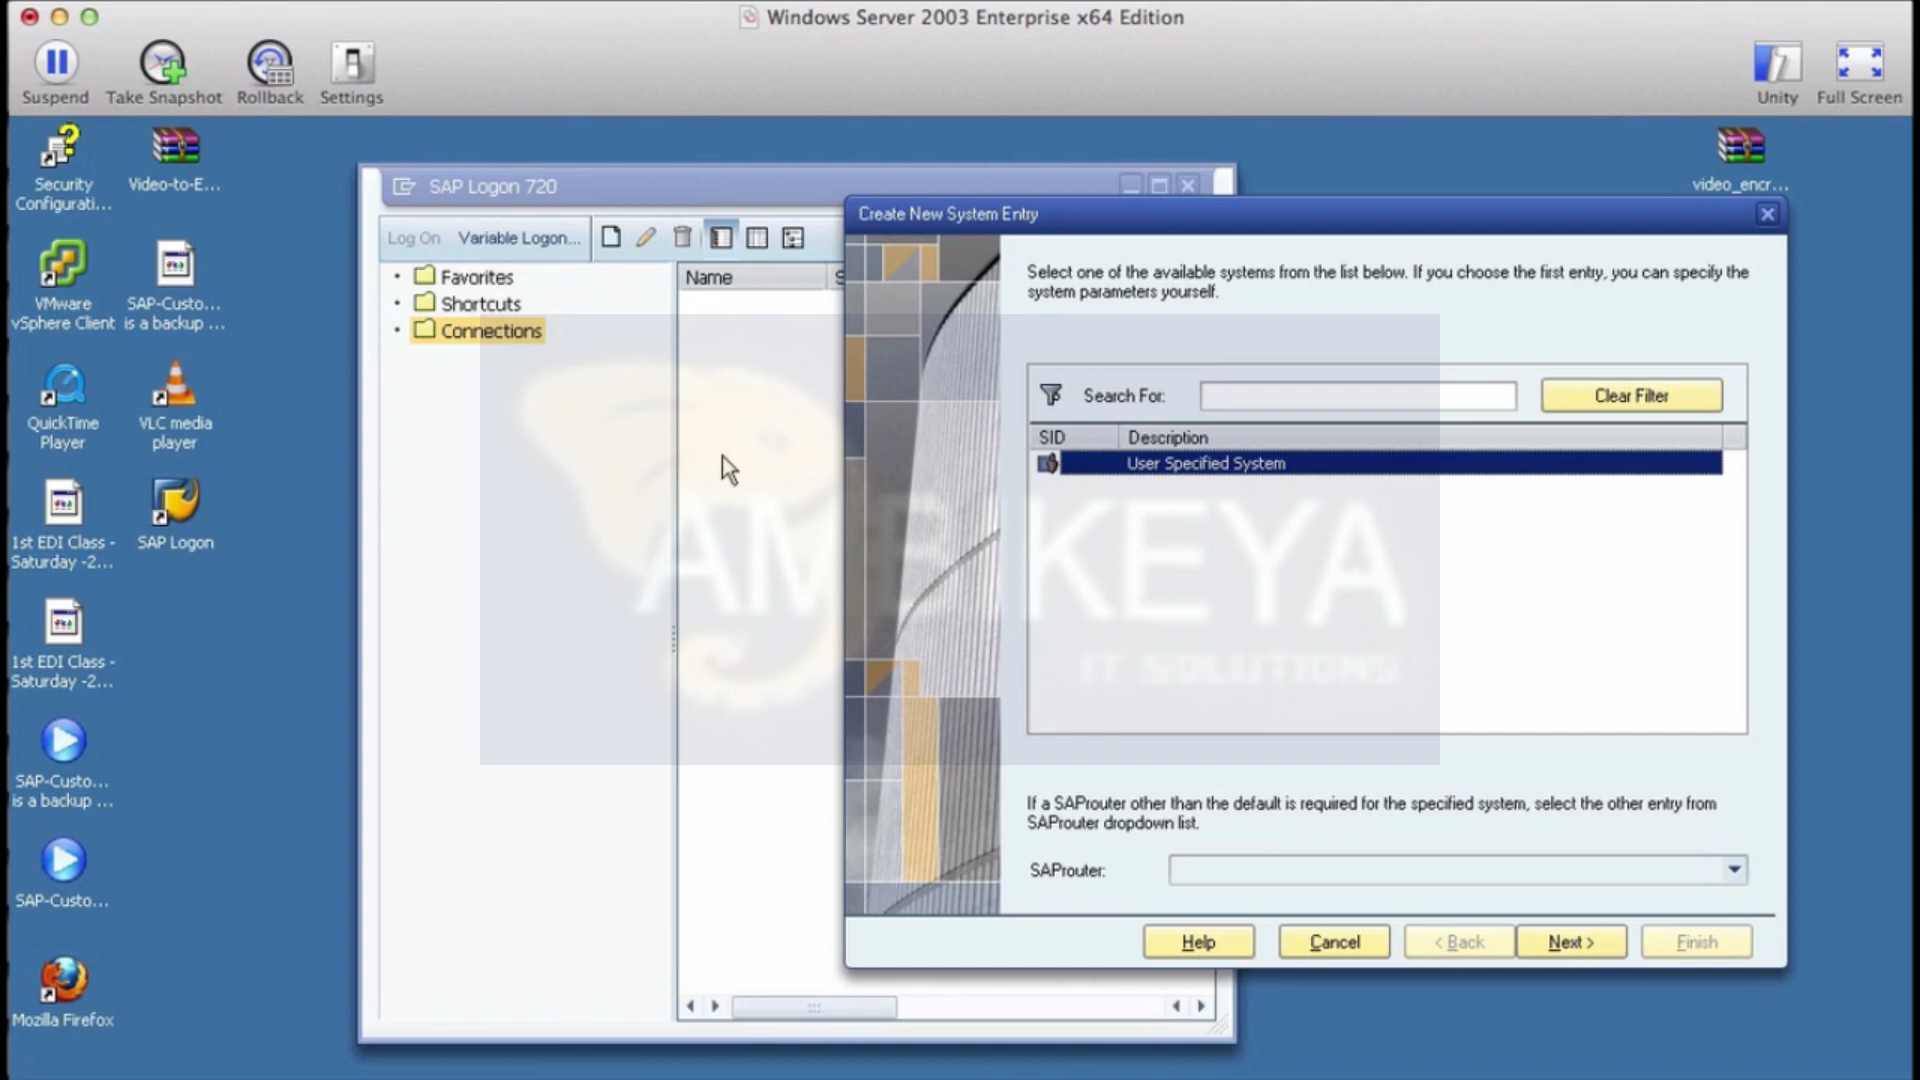 Windows Server 2003 Enterprise x64 Edition
Suspend
Take Snapshot
Rollback
Settings
Unity
Full Screen
Security
Configurati...
Video-to-E...
video_encr...
VMware
vSphere Client
SAP-Custo...
is a backup ...
QuickTime
Player
VLC media
player
1st EDI Class -
Saturday -2...
SAP Logon
1st EDI Class -
Saturday -2...
SAP-Custo...
is a backup ...
SAP-Custo...
Mozilla Firefox
SAP Logon 720
Log On
Variable Logon...
Favorites
Shortcuts
Connections
Name
Create New System Entry
Select one of the available systems from the list below. If you choose the first entry, you can specify the
system parameters yourself.
Search For:
Clear Filter
SID
Description
User Specified System
KEYA
IT SOLUTIONS
If a SAProuter other than the default is required for the specified system, select the other entry from
SAProuter dropdown list.
SAProuter:
Help
Cancel
< Back
Next >
Finish